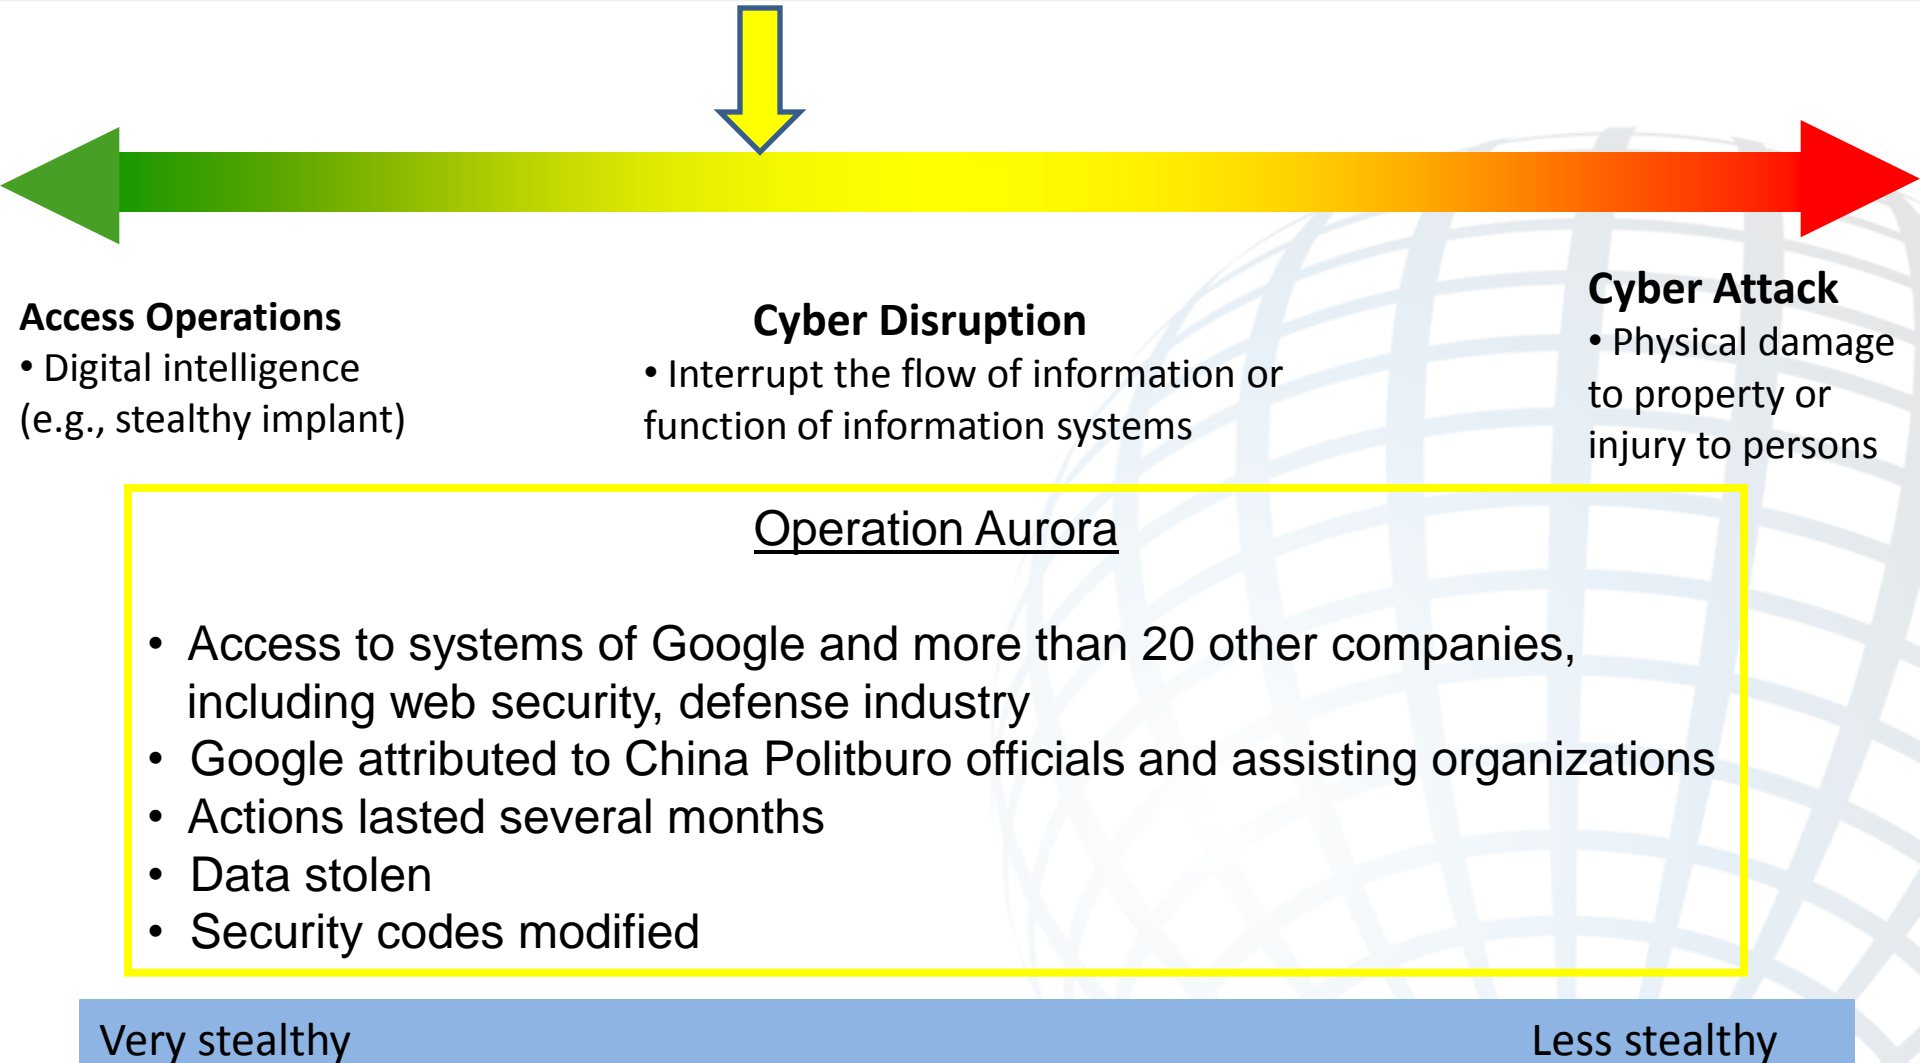 Access Operations
• Digital intelligence
(e.g., stealthy implant)
Cyber Disruption
• Interrupt the flow of information or
function of information systems
Cyber Attack
• Physical damage
to property or
injury to persons
Operation Aurora
• Access to systems of Google and more than 20 other companies,
including web security, defense industry
• Google attributed to China Politburo officials and assisting organizations
• Actions lasted several months
• Data stolen
• Security codes modified
Very stealthy
Less stealthy